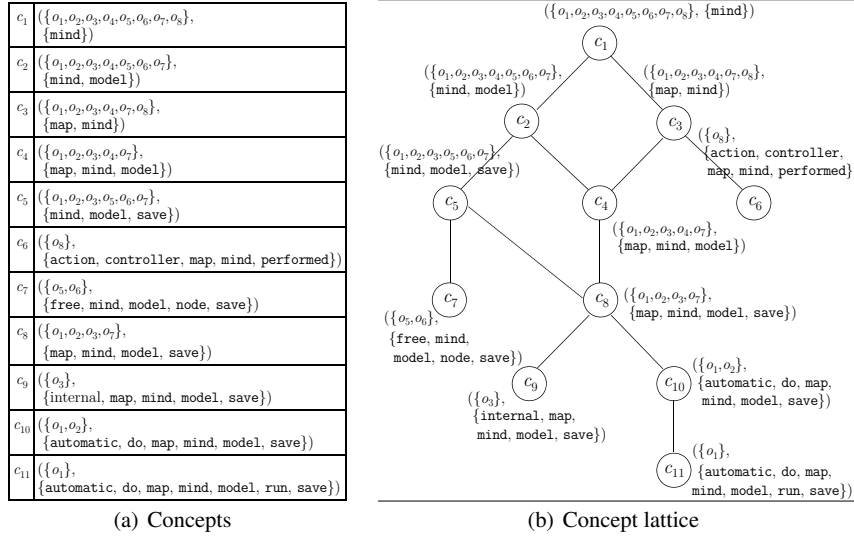 c₁ ({o₁,o₂,o₃,o₄,o₅,o₆,o₇,o₈},
{mind})
c₂ ({o₁,o₂,o₃,o₄,o₅,o₆,o₇},
{mind, model})
c₃ ({o₁,o₂,o₃,o₄,o₇,o₈},
{map, mind})
c₄ ({o₁,o₂,o₃,o₄,o₇},
{map, mind, model})
c₅ ({o₁,o₂,o₃,o₅,o₆,o₇},
{mind, model, save})
c₆ ({o₈},
{action, controller, map, mind, performed})
c₇ ({o₅,o₆},
{free, mind, model, node, save})
c₈ ({o₁,o₂,o₃,o₇},
{map, mind, model, save})
c₉ ({o₃},
{internal, map, mind, model, save})
c₁₀ ({o₁,o₂},
{automatic, do, map, mind, model, save})
c₁₁ ({o₁},
{automatic, do, map, mind, model, run, save})
(a) Concepts
({o₁,o₂,o₃,o₄,o₅,o₆,o₇,o₈}, {mind})
c₁
({o₁,o₂,o₃,o₄,o₅,o₆,o₇},
{mind, model})
c₂
({o₁,o₂,o₃,o₄,o₇,o₈},
{map, mind})
c₃
({o₁,o₂,o₃,o₅,o₆,o₇},
{mind, model, save})
c₅
c₄
({o₁,o₂,o₃,o₄,o₇},
{map, mind, model})
({o₈},
{action, controller,
map, mind, performed})
c₆
c₇
({o₅,o₆},
{free, mind,
model, node, save})
c₈
({o₁,o₂,o₃,o₇},
{map, mind, model, save})
c₉
({o₃},
{internal, map,
mind, model, save})
c₁₀
({o₁,o₂},
{automatic, do, map,
mind, model, save})
c₁₁
({o₁},
{automatic, do, map,
mind, model, run, save})
(b) Concept lattice